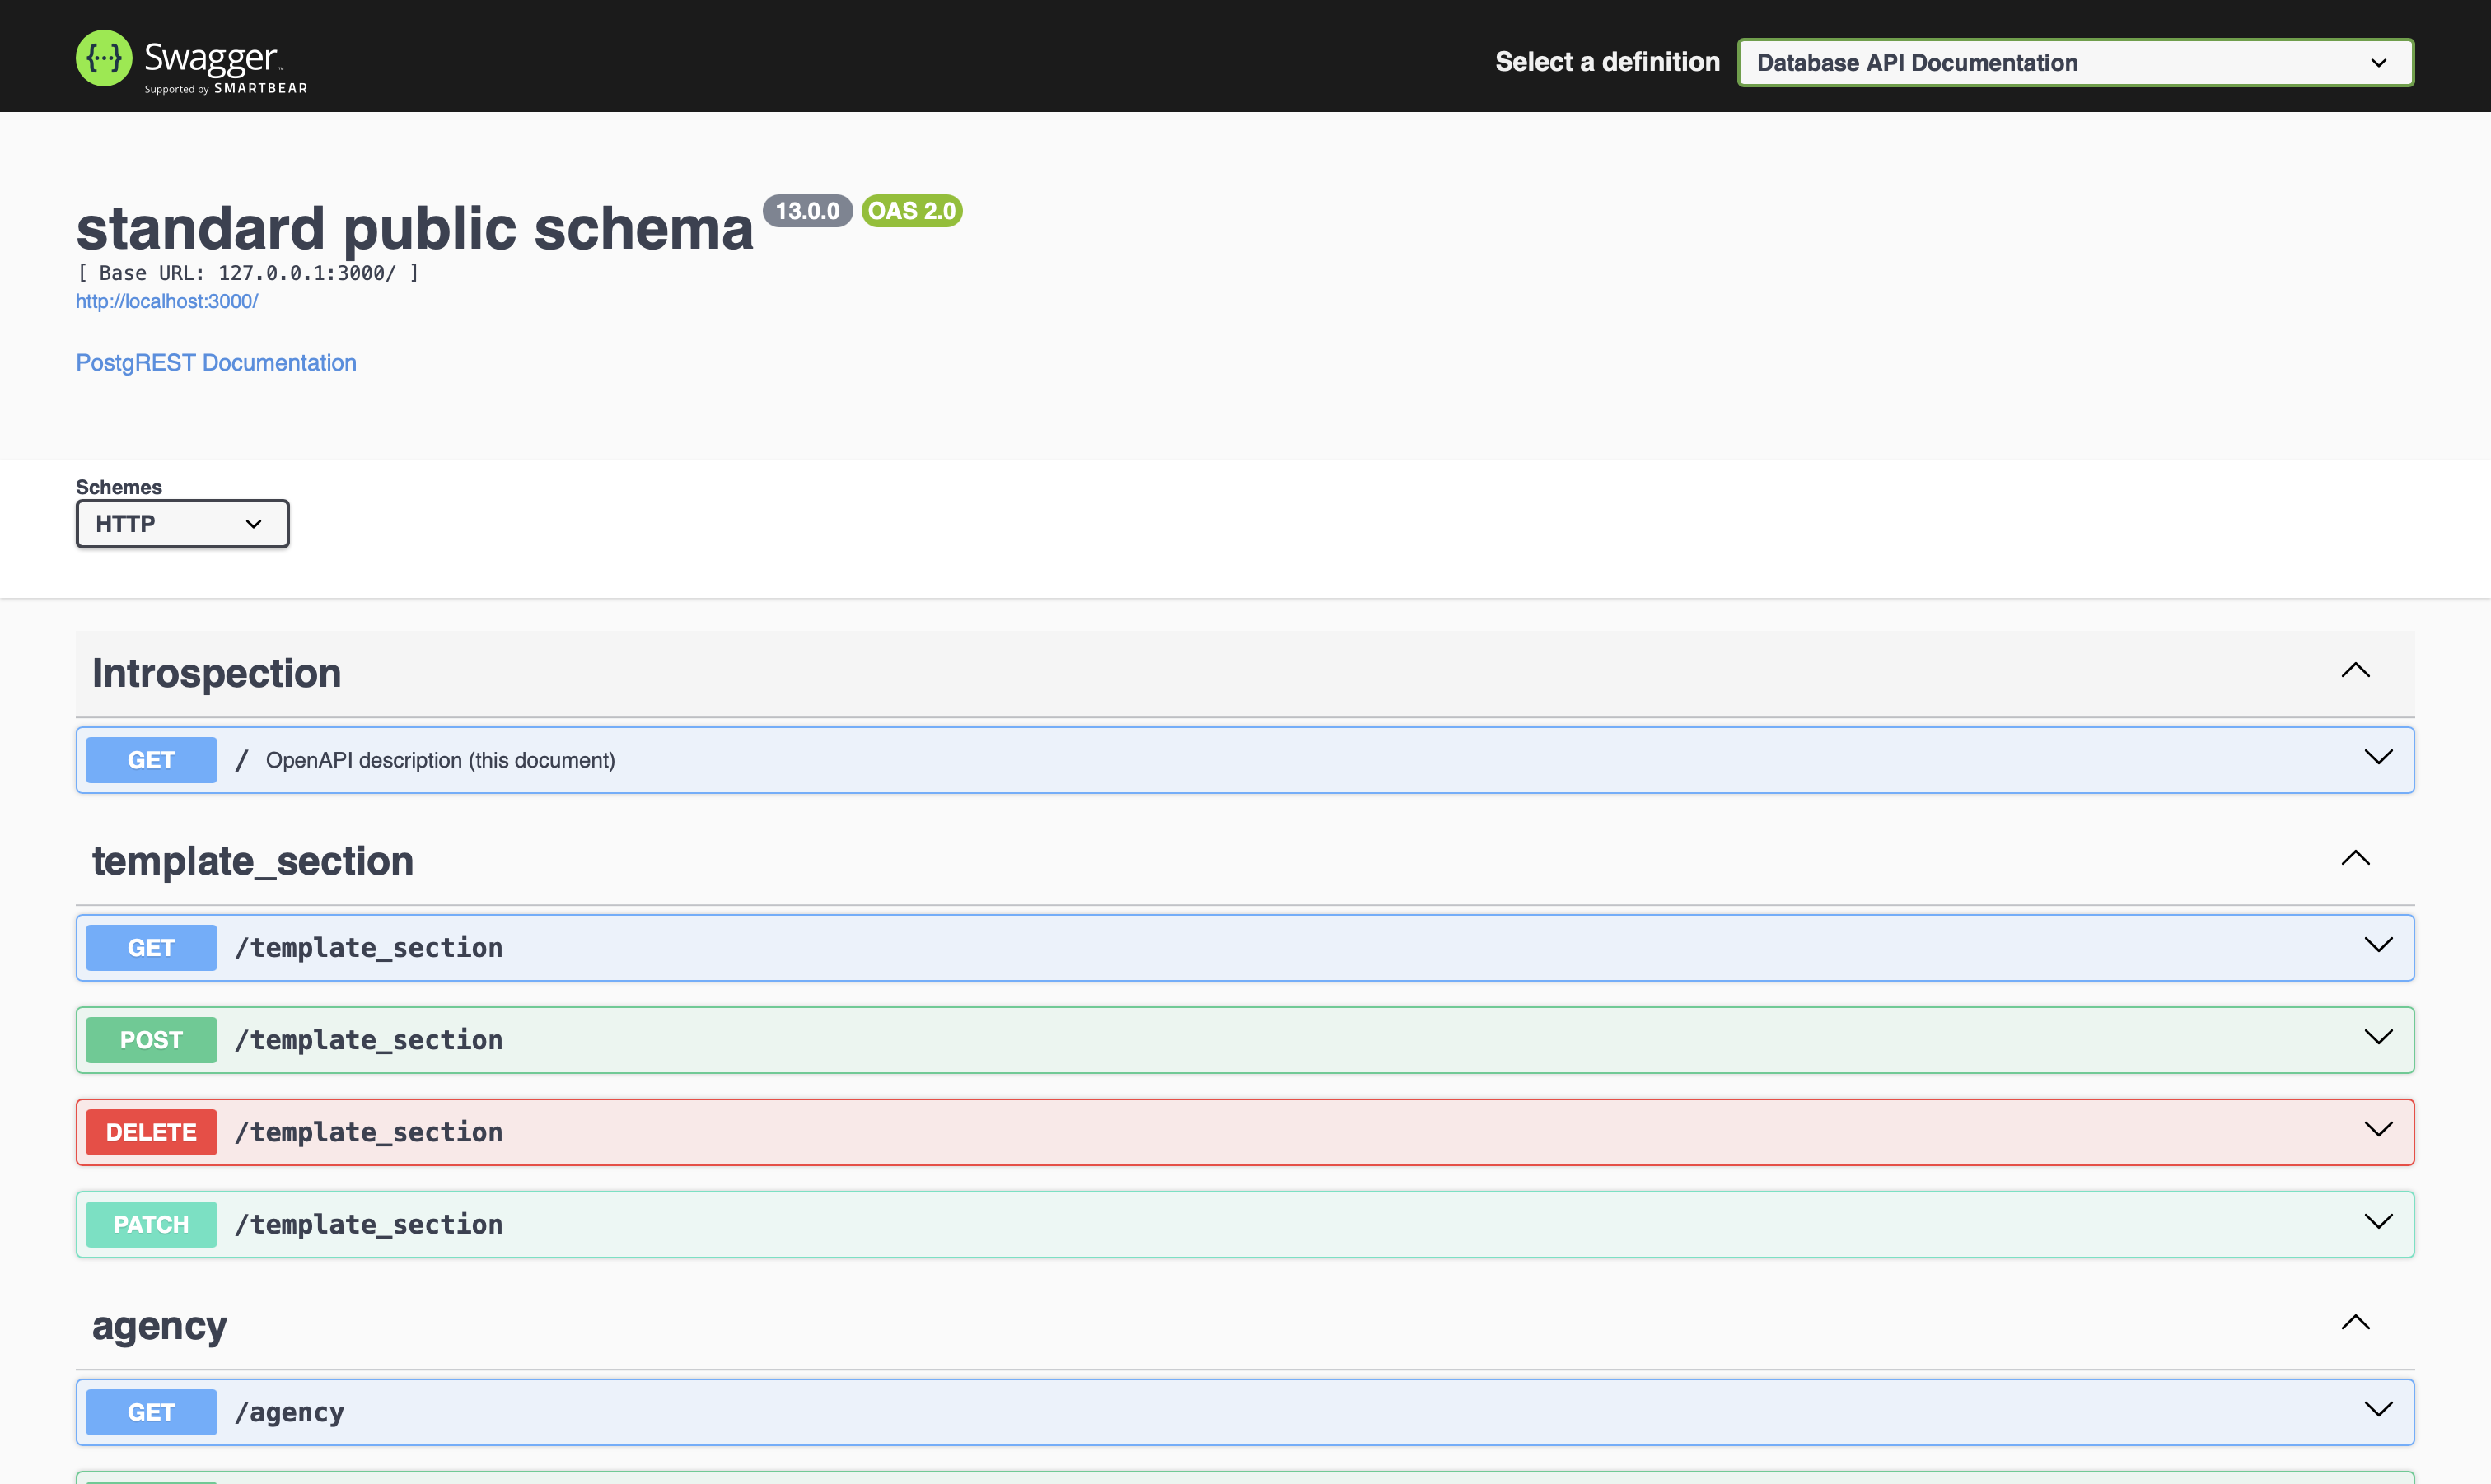 {···} Swagger™
Supported by SMARTBEAR
Select a definition
Database API Documentation
standard public schema 13.0.0 OAS 2.0
[ Base URL: 127.0.0.1:3000/ ]
http://localhost:3000/
PostgREST Documentation
Schemes
HTTP
Introspection
GET / OpenAPI description (this document)
template_section
GET /template_section
POST /template_section
DELETE /template_section
PATCH /template_section
agency
GET /agency